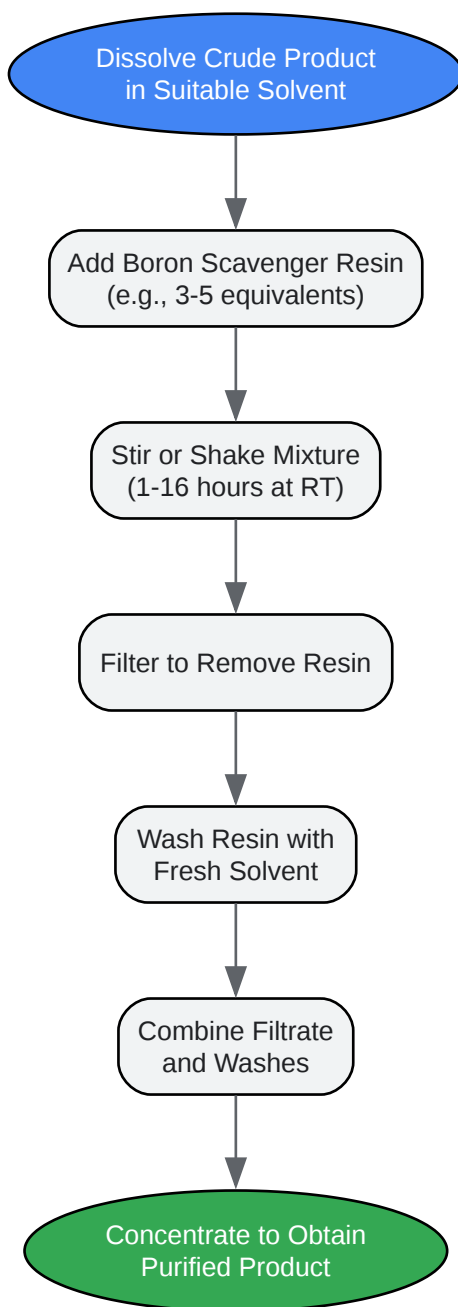 Dissolve Crude Product
in Suitable Solvent
Add Boron Scavenger Resin
(e.g., 3-5 equivalents)
Stir or Shake Mixture
(1-16 hours at RT)
Filter to Remove Resin
Wash Resin with
Fresh Solvent
Combine Filtrate
and Washes
Concentrate to Obtain
Purified Product